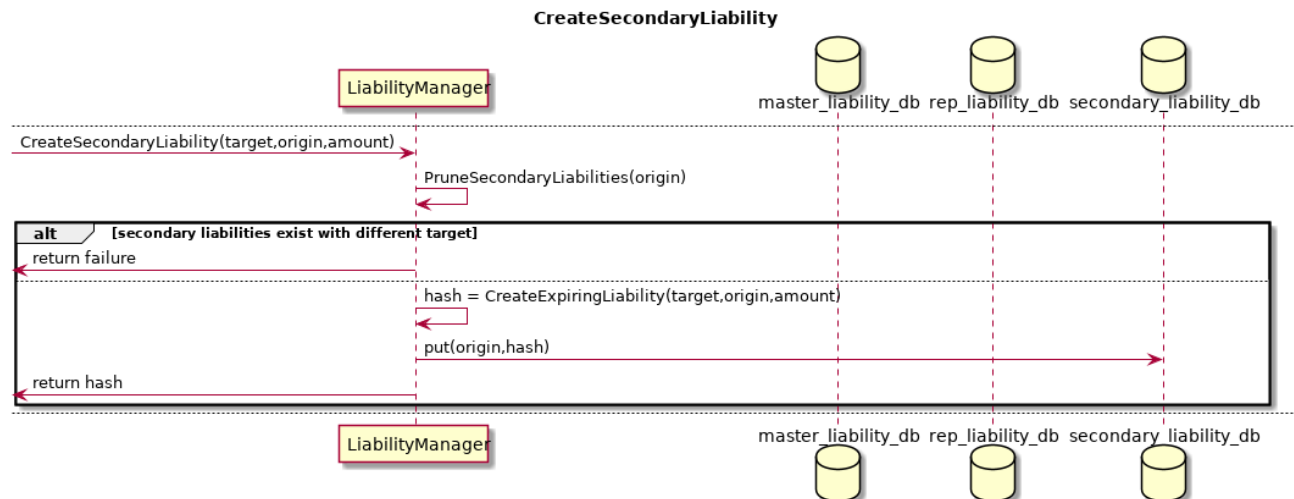 CreateSecondaryLiability
LiabilityManager
master_liability_db rep_liability_db secondary_liability_db
CreateSecondaryLiability(target,origin,amount)
PruneSecondaryLiabilities(origin)
alt [secondary liabilities exist with different target]
return failure
hash = CreateExpiringLiability(target,origin,amount)
put(origin,hash)
return hash
LiabilityManager
master_liability_db rep_liability_db secondary_liability_db